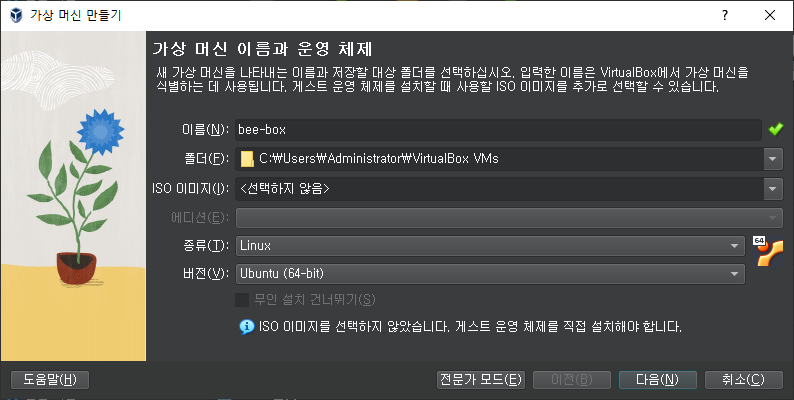 가상 머신 만들기
가상 머신 이름과 운영 체제
새 가상 머신을 나타내는 이름과 저장할 대상 폴더를 선택하십시오. 입력한 이름은 VirtualBox에서 가상 머신을
식별하는 데 사용됩니다. 게스트 운영 체제를 설치할 때 사용할 ISO 이미지를 추가로 선택할 수 있습니다.
이름(N): bee-box
폴더(F): C:₩Users₩Administrator₩VirtualBox VMs
ISO 이미지(I): <선택하지 않음>
에디션(E):
종류(T): Linux
64
버전(V): Ubuntu (64-bit)
무인 설치 건너뛰기(S)
ISO 이미지를 선택하지 않았습니다. 게스트 운영 체제를 직접 설치해야 합니다.
도움말(H) 전문가 모드(E) 이전(B) 다음(N) 취소(C)